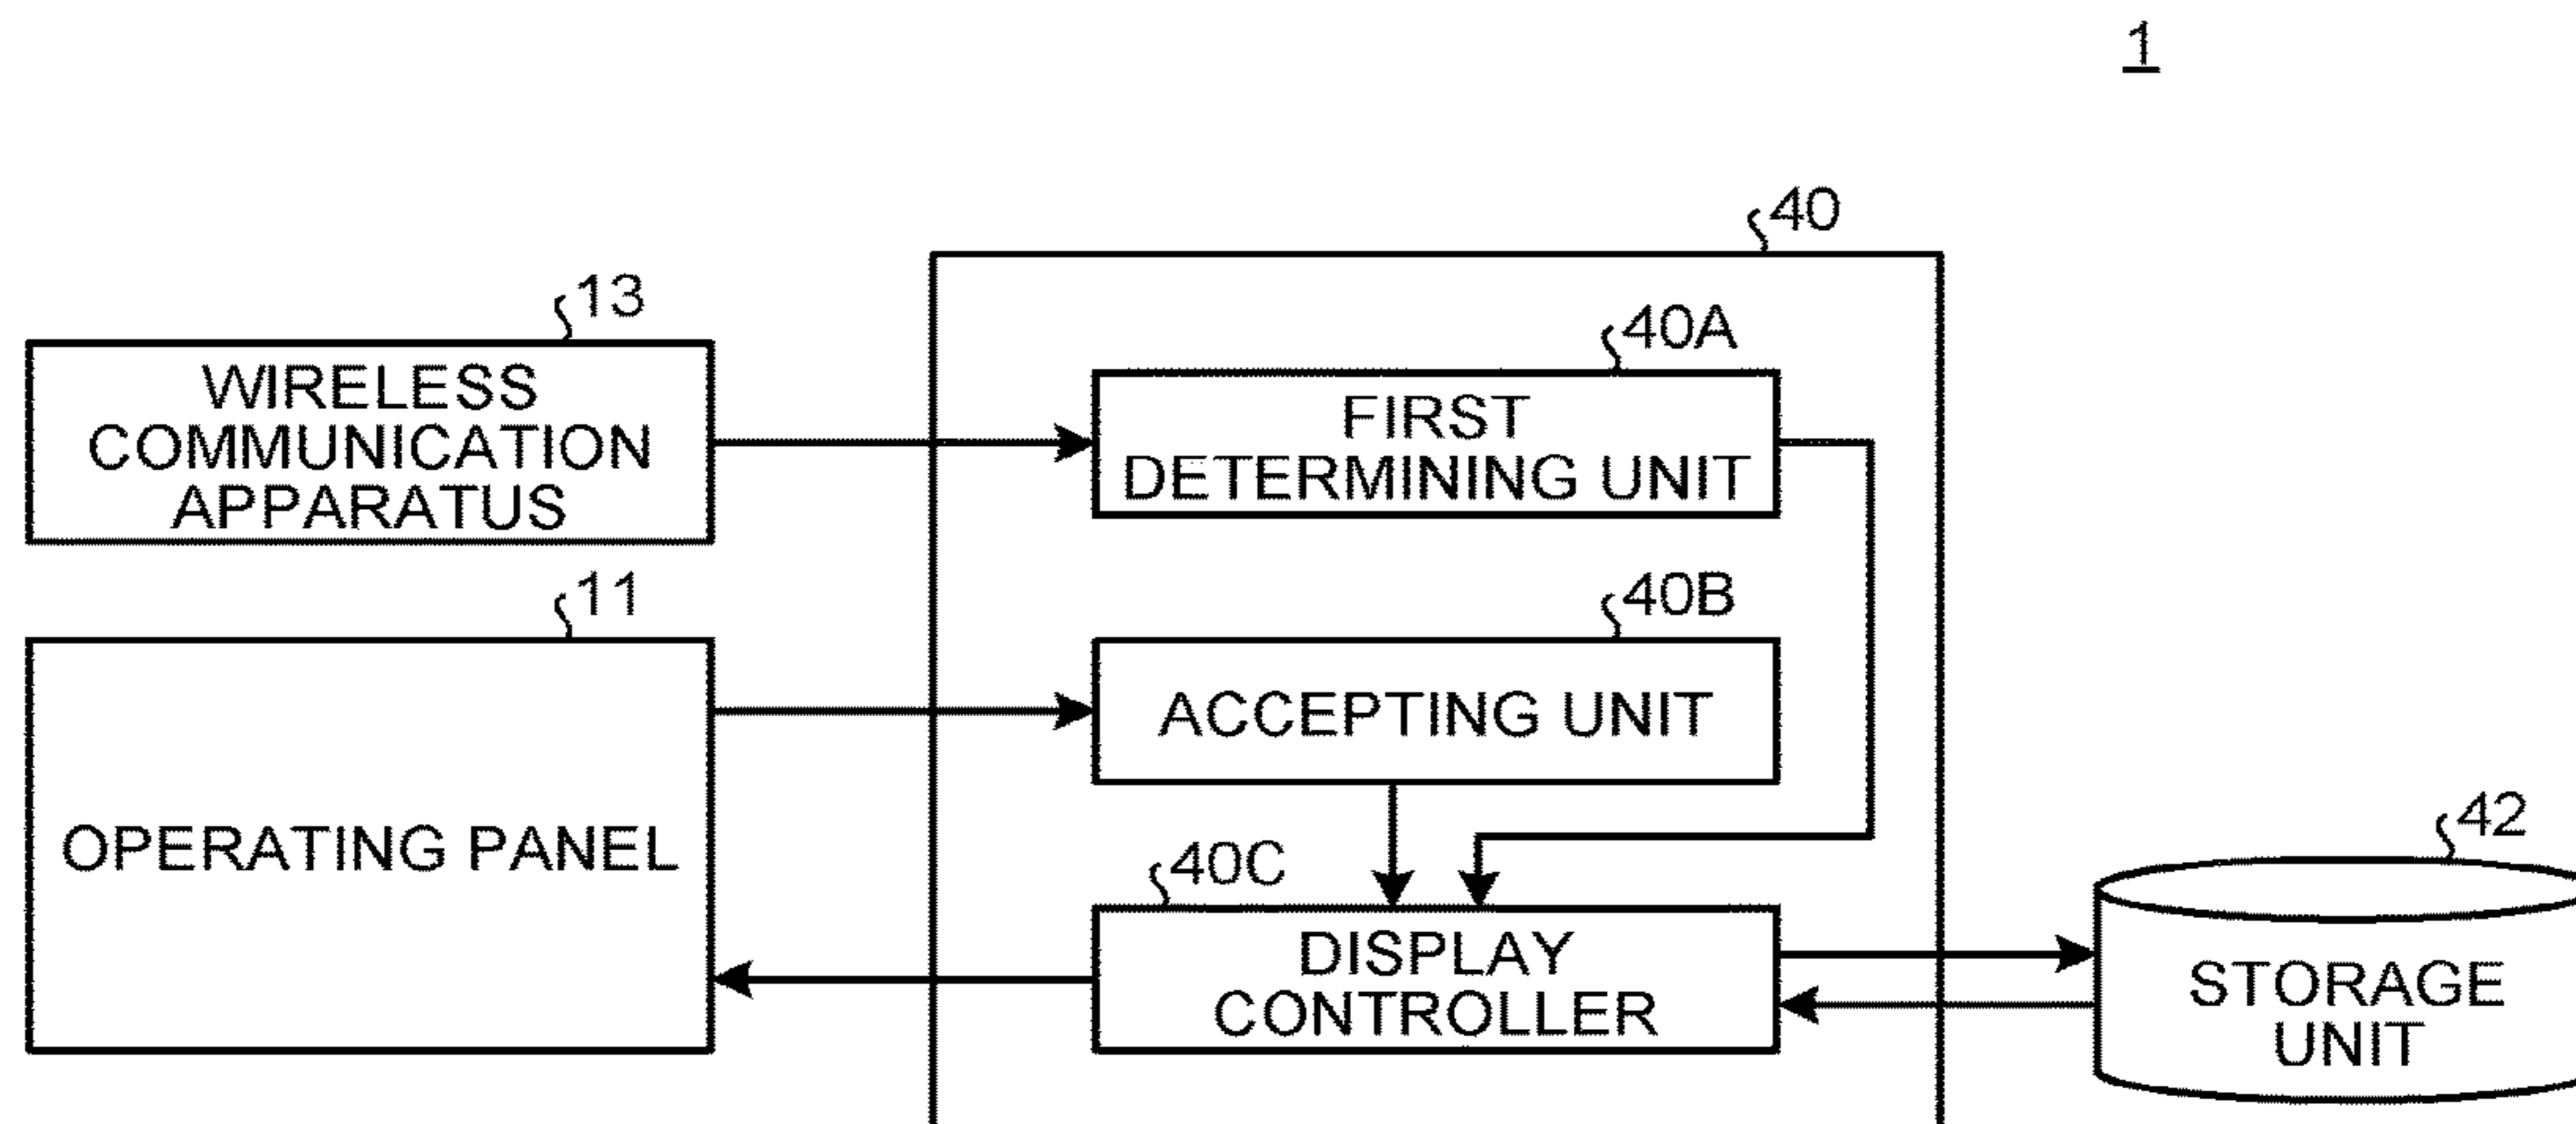 1
40
13
WIRELESS
COMMUNICATION
APPARATUS
40A
FIRST
DETERMINING UNIT
11
OPERATING PANEL
40B
ACCEPTING UNIT
40C
DISPLAY
CONTROLLER
42
STORAGE
UNIT